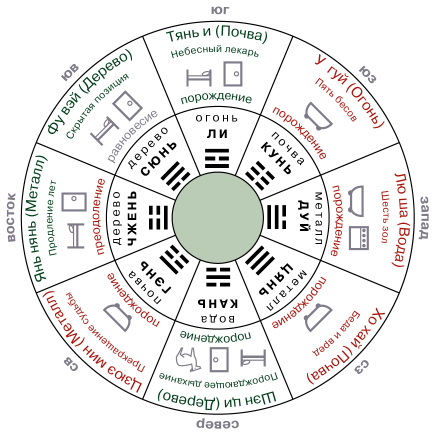 юг
Тянь и (Почва)
Небесный лекарь
порождение
огонь
ЛИ
юз
У гуй (Огонь)
Пять бесов
порождение
почва
КУНЬ
запад
Лю ша (Вода)
Шесть зол
порождение
металл
ДУЙ
сз
Хо хай (Почва)
Беда и вред
порождение
металл
ЦЯНЬ
север
Шэн ци (Дерево)
Порождающее дыхание
порождение
вода
КАНЬ
св
Цзюэ мин (Металл)
Прекращение судьбы
порождение
почва
ГЭНЬ
восток
Янь нянь (Металл)
Продление лет
преодоление
дерево
ЧЖЕНЬ
юв
Фу вэй (Дерево)
Скрытая позиция
равновесие
дерево
СЮНЬ